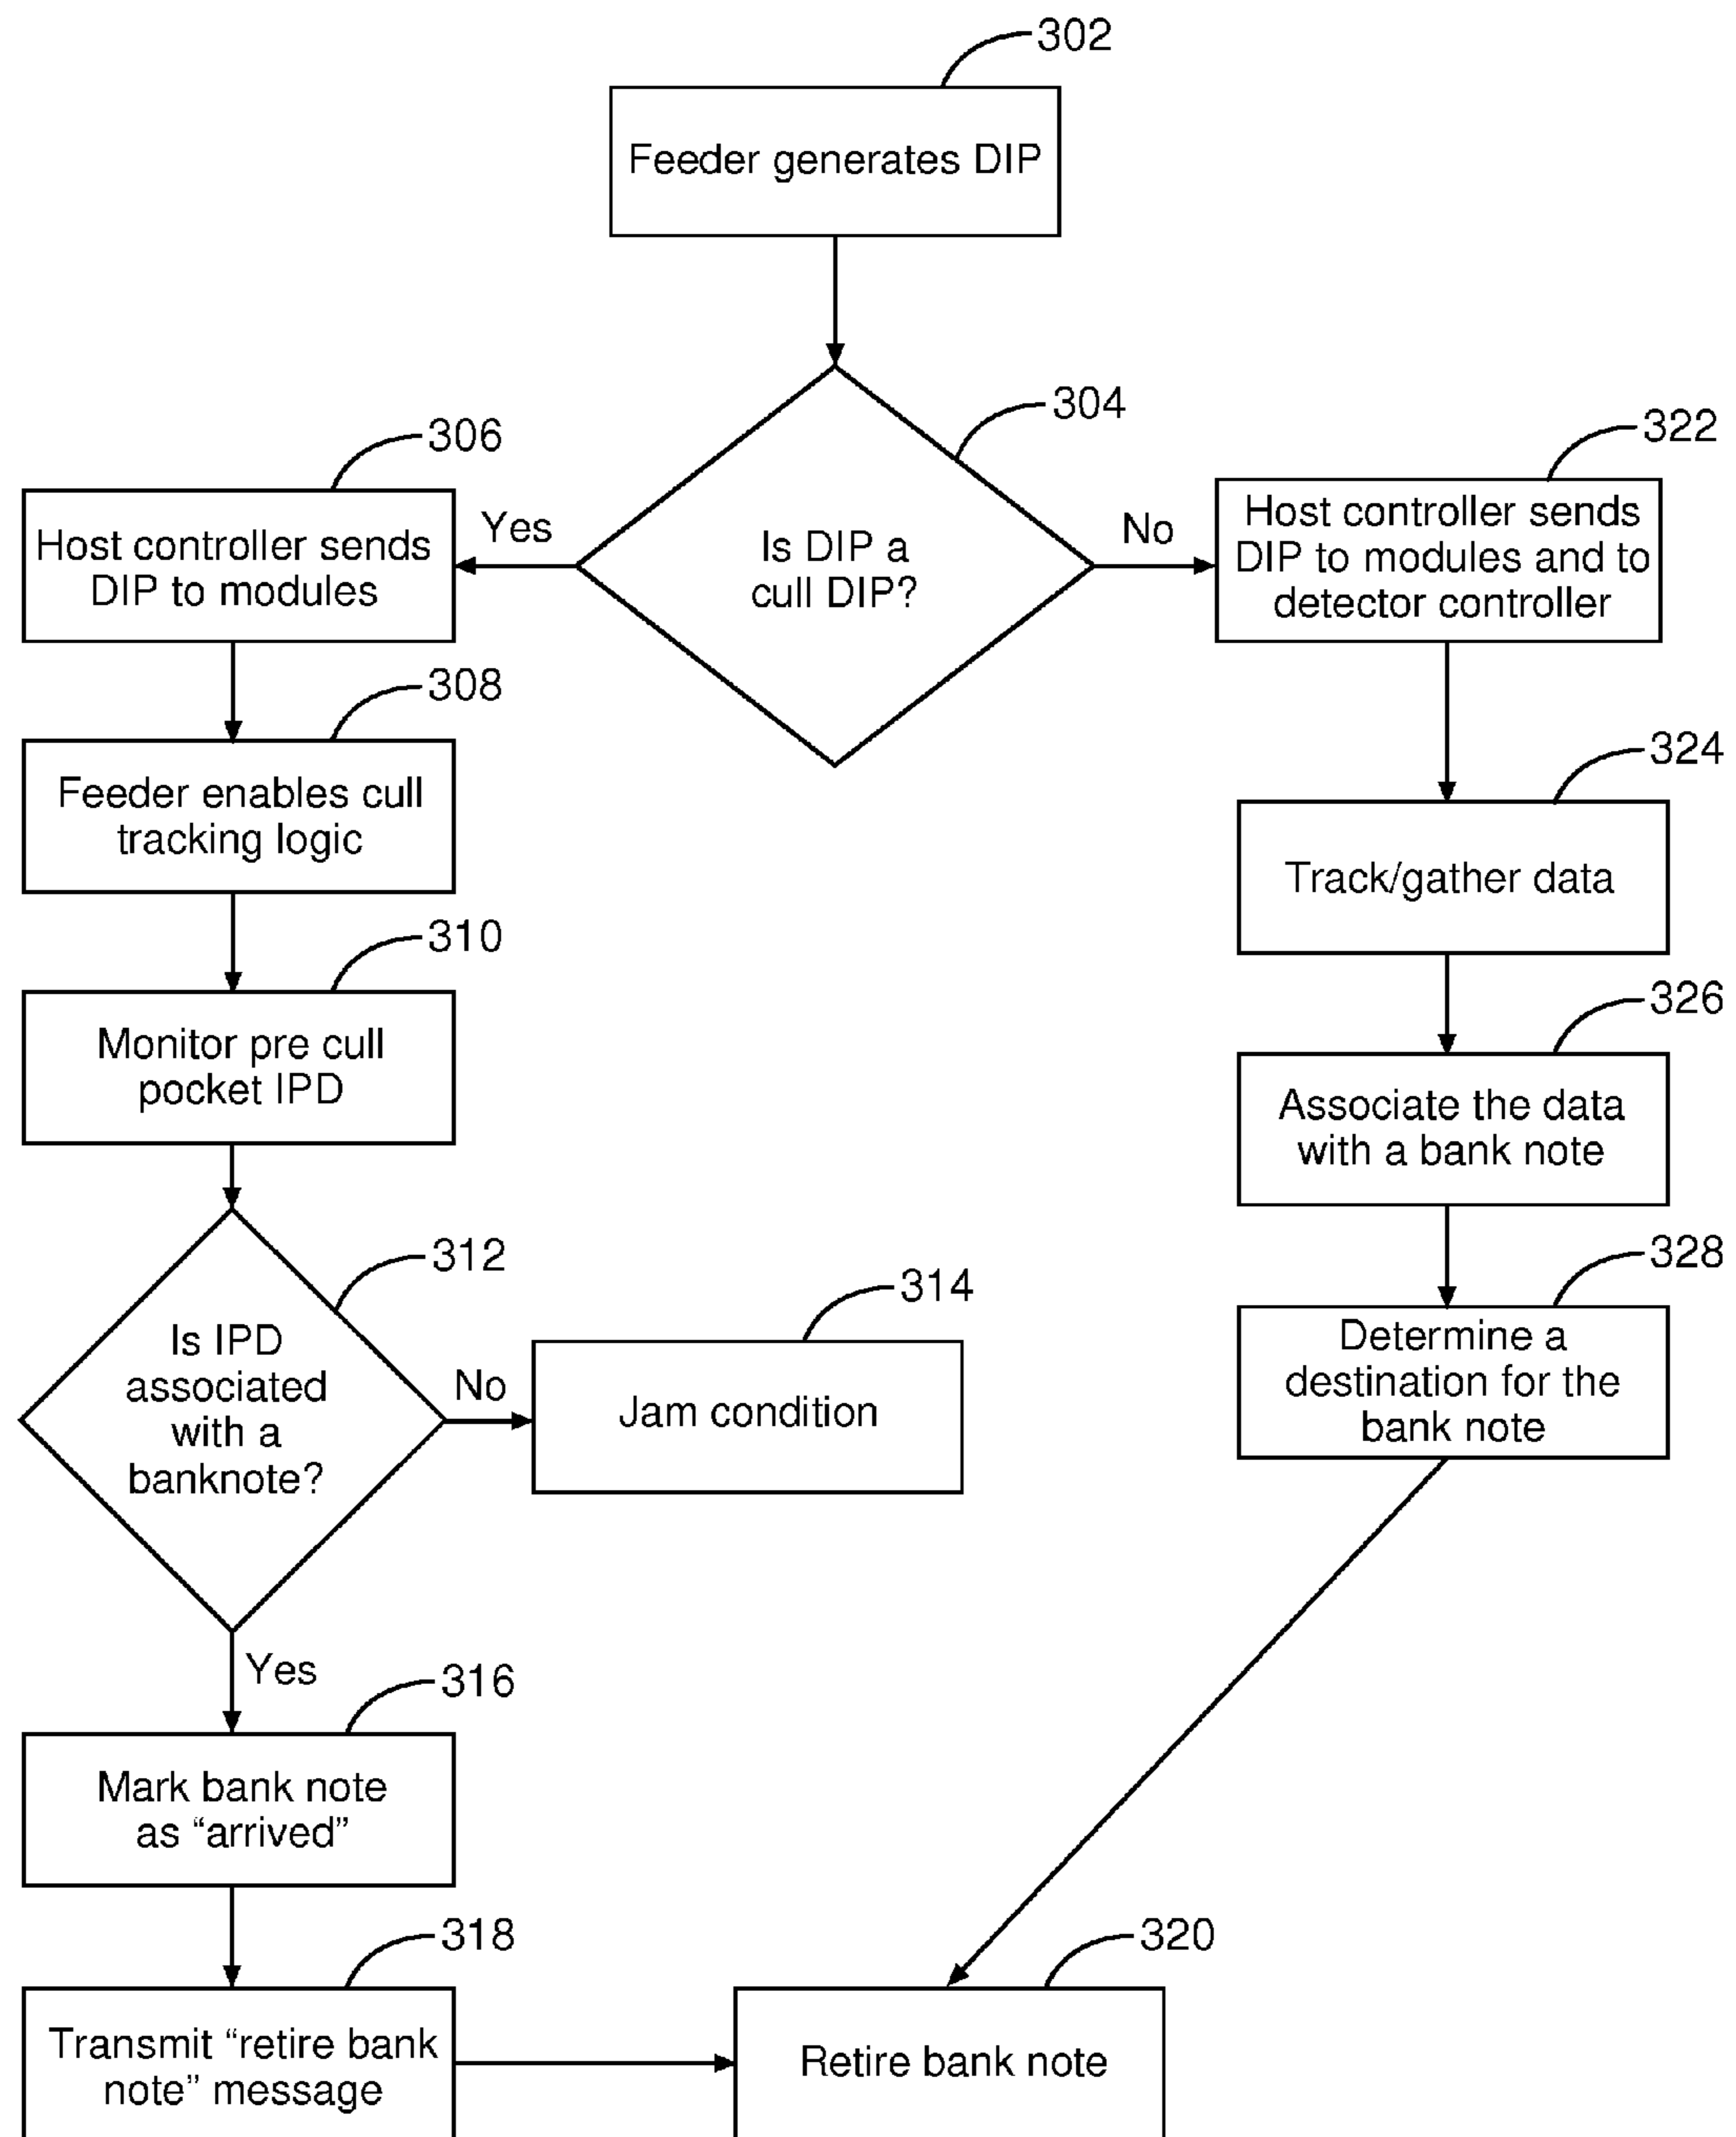 302
Feeder generates DIP
304
Is DIP a
cull DIP?
Yes
No
306
Host controller sends
DIP to modules
308
Feeder enables cull
tracking logic
310
Monitor pre cull
pocket IPD
312
Is IPD
associated
with a
banknote?
No
314
Jam condition
Yes
316
Mark bank note
as “arrived”
318
Transmit “retire bank
note” message
320
Retire bank note
322
Host controller sends
DIP to modules and to
detector controller
324
Track/gather data
326
Associate the data
with a bank note
328
Determine a
destination for the
bank note